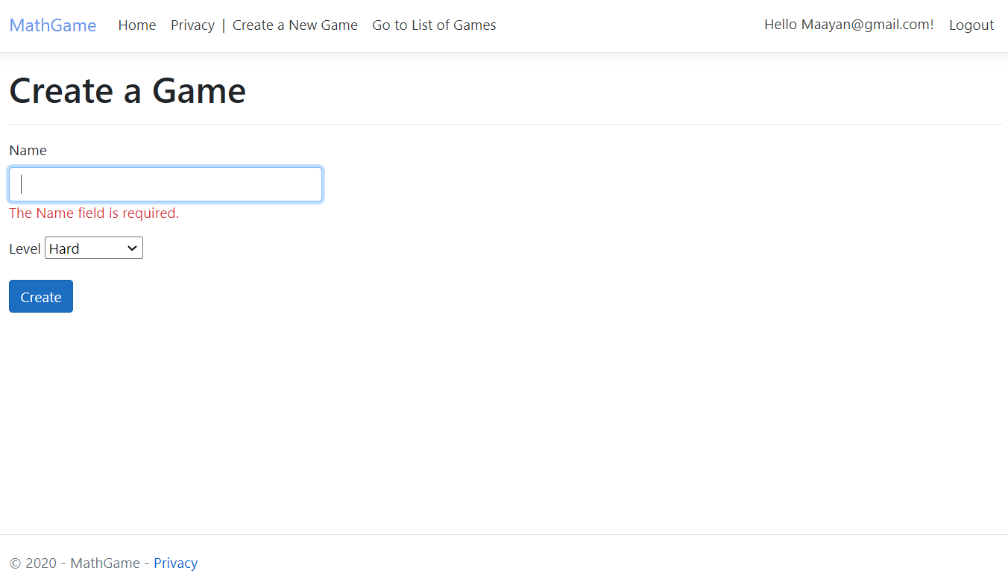 MathGame Home Privacy | Create a New Game Go to List of Games Hello Maayan@gmail.com! Logout
Create a Game
Name
The Name field is required.
Level Hard
Create
© 2020 - MathGame - Privacy